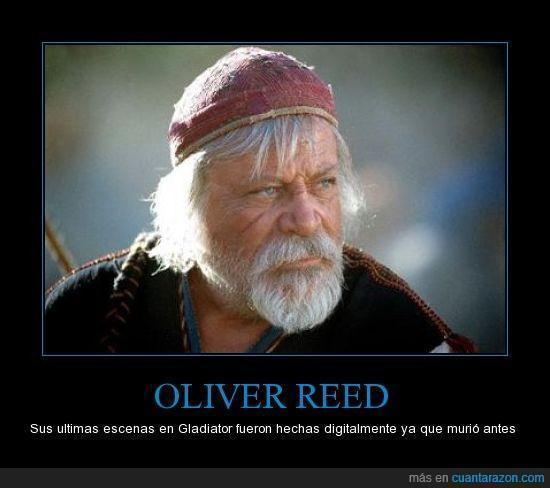 OLIVER REED
Sus ultimas escenas en Gladiator fueron hechas digitalmente ya que murió antes
más en cuantarazon.com